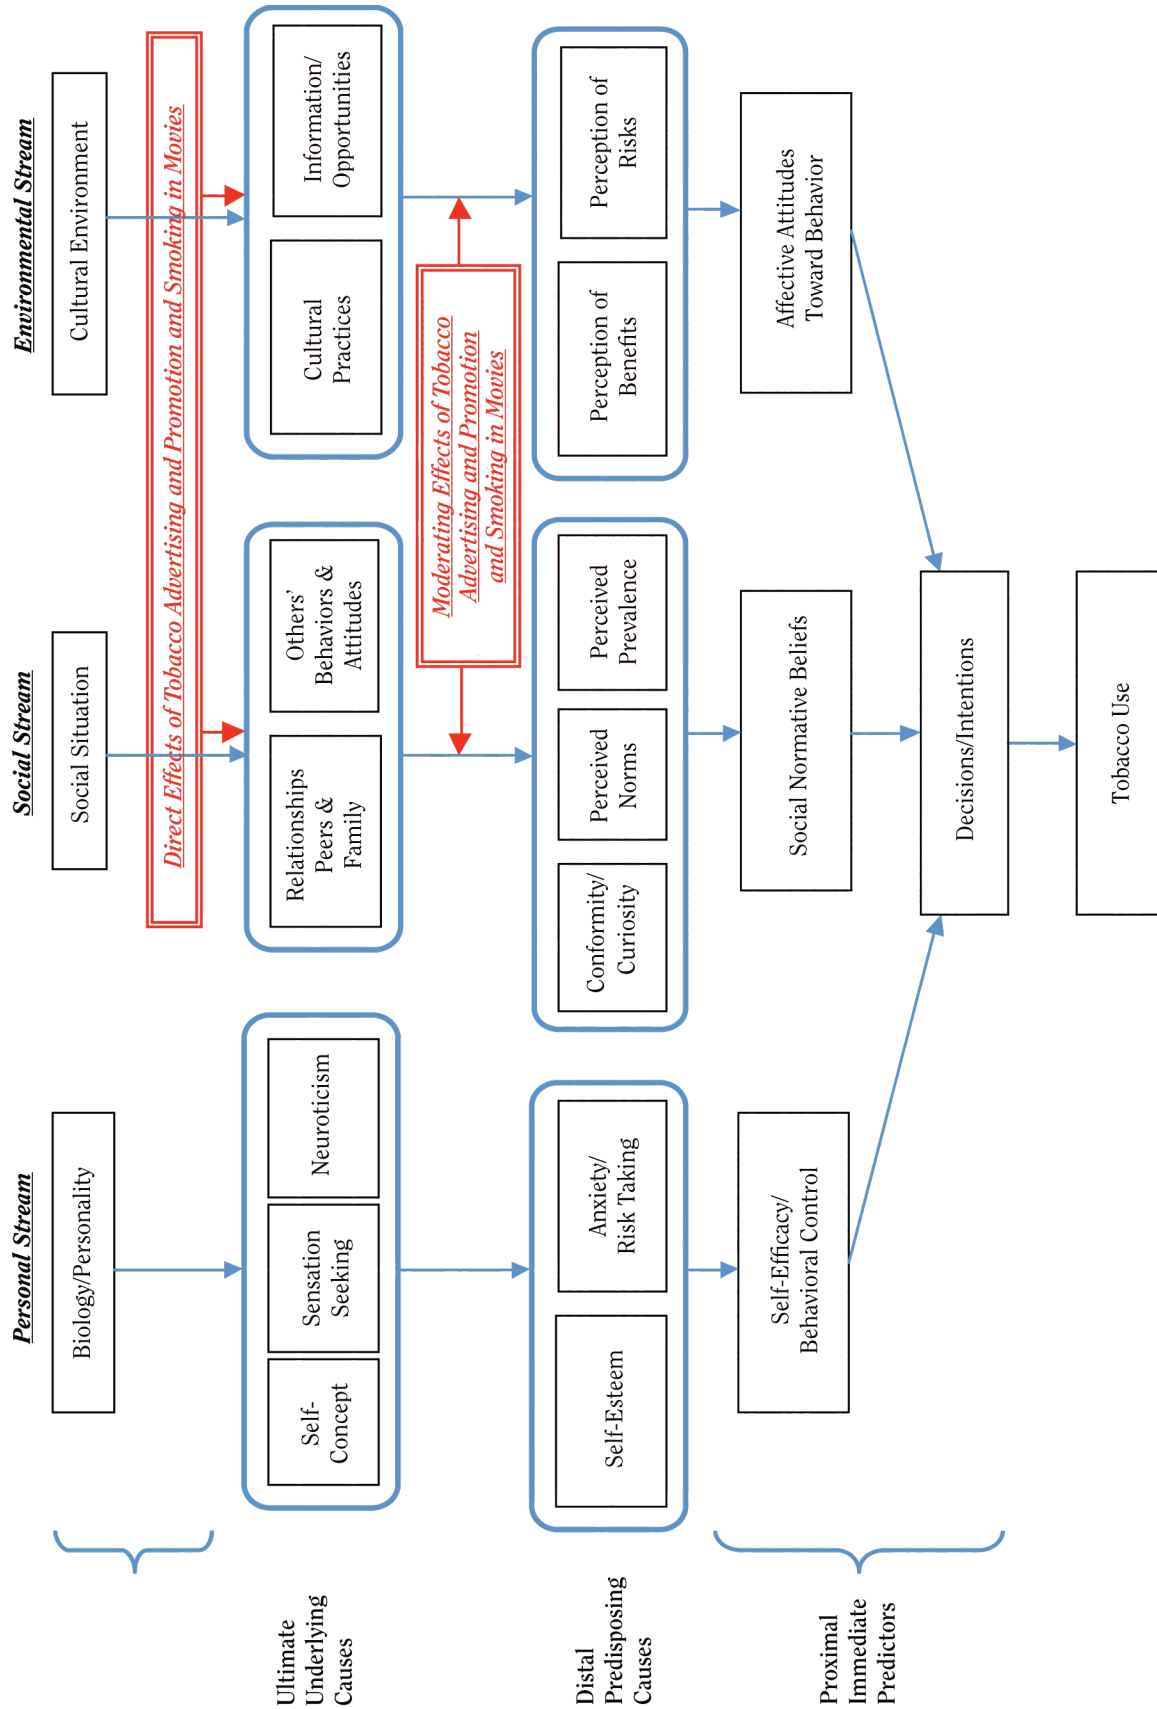 Personal Stream
Social Stream
Environmental Stream
Biology/Personality
Social Situation
Cultural Environment
Direct Effects of Tobacco Advertising and Promotion and Smoking in Movies
Ultimate
Underlying
Causes
Self-
Concept
Sensation
Seeking
Neuroticism
Relationships
Peers &
Family
Others’
Behaviors &
Attitudes
Cultural
Practices
Information/
Opportunities
Moderating Effects of Tobacco
Advertising and Promotion
and Smoking in Movies
Distal
Predisposing
Causes
Self-Esteem
Anxiety/
Risk Taking
Conformity/
Curiosity
Perceived
Norms
Perceived
Prevalence
Perception of
Benefits
Perception of
Risks
Proximal
Immediate
Predictors
Self-Efficacy/
Behavioral Control
Social Normative Beliefs
Affective Attitudes
Toward Behavior
Decisions/Intentions
Tobacco Use